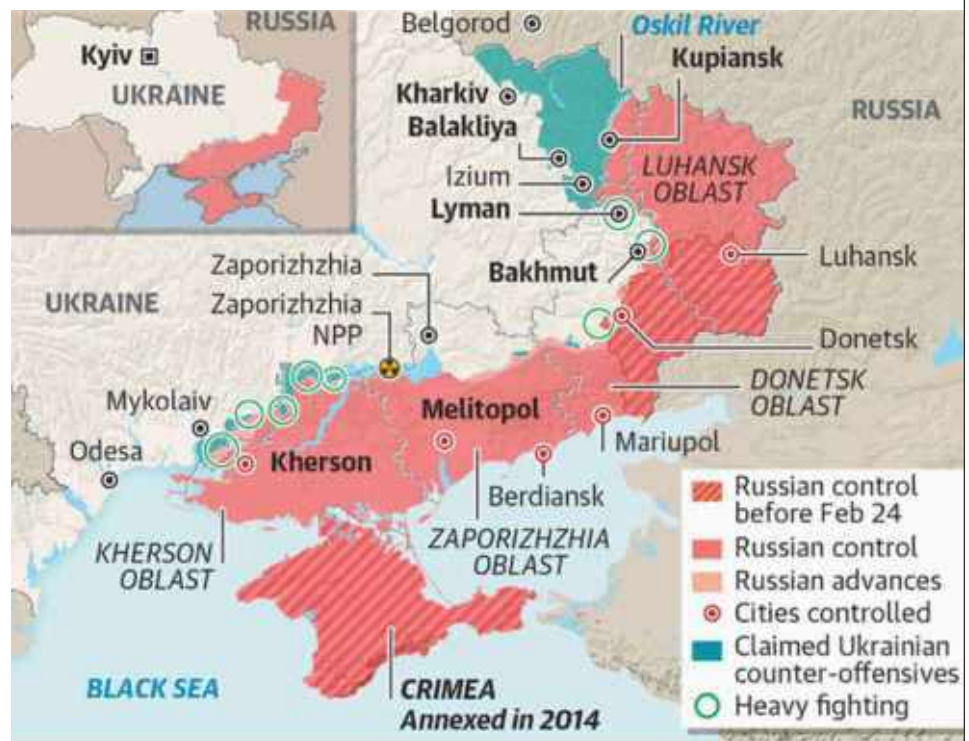 RUSSIA
Kyiv
UKRAINE
Belgorod
Oskil River
Kupiansk
Kharkiv
Balakliya
RUSSIA
Izium
LUHANSK
OBLAST
Lyman
Bakhmut
Luhansk
Zaporizhzhia
UKRAINE
Zaporizhzhia
NPP
Donetsk
DONETSK
OBLAST
Mykolaiv
Melitopol
Mariupol
Odesa
Kherson
Berdiansk
KHERSON
OBLAST
ZAPORIZHZHIA
OBLAST
BLACK SEA
CRIMEA
Annexed in 2014
Russian control
before Feb 24
Russian control
Russian advances
Cities controlled
Claimed Ukrainian
counter-offensives
Heavy fighting